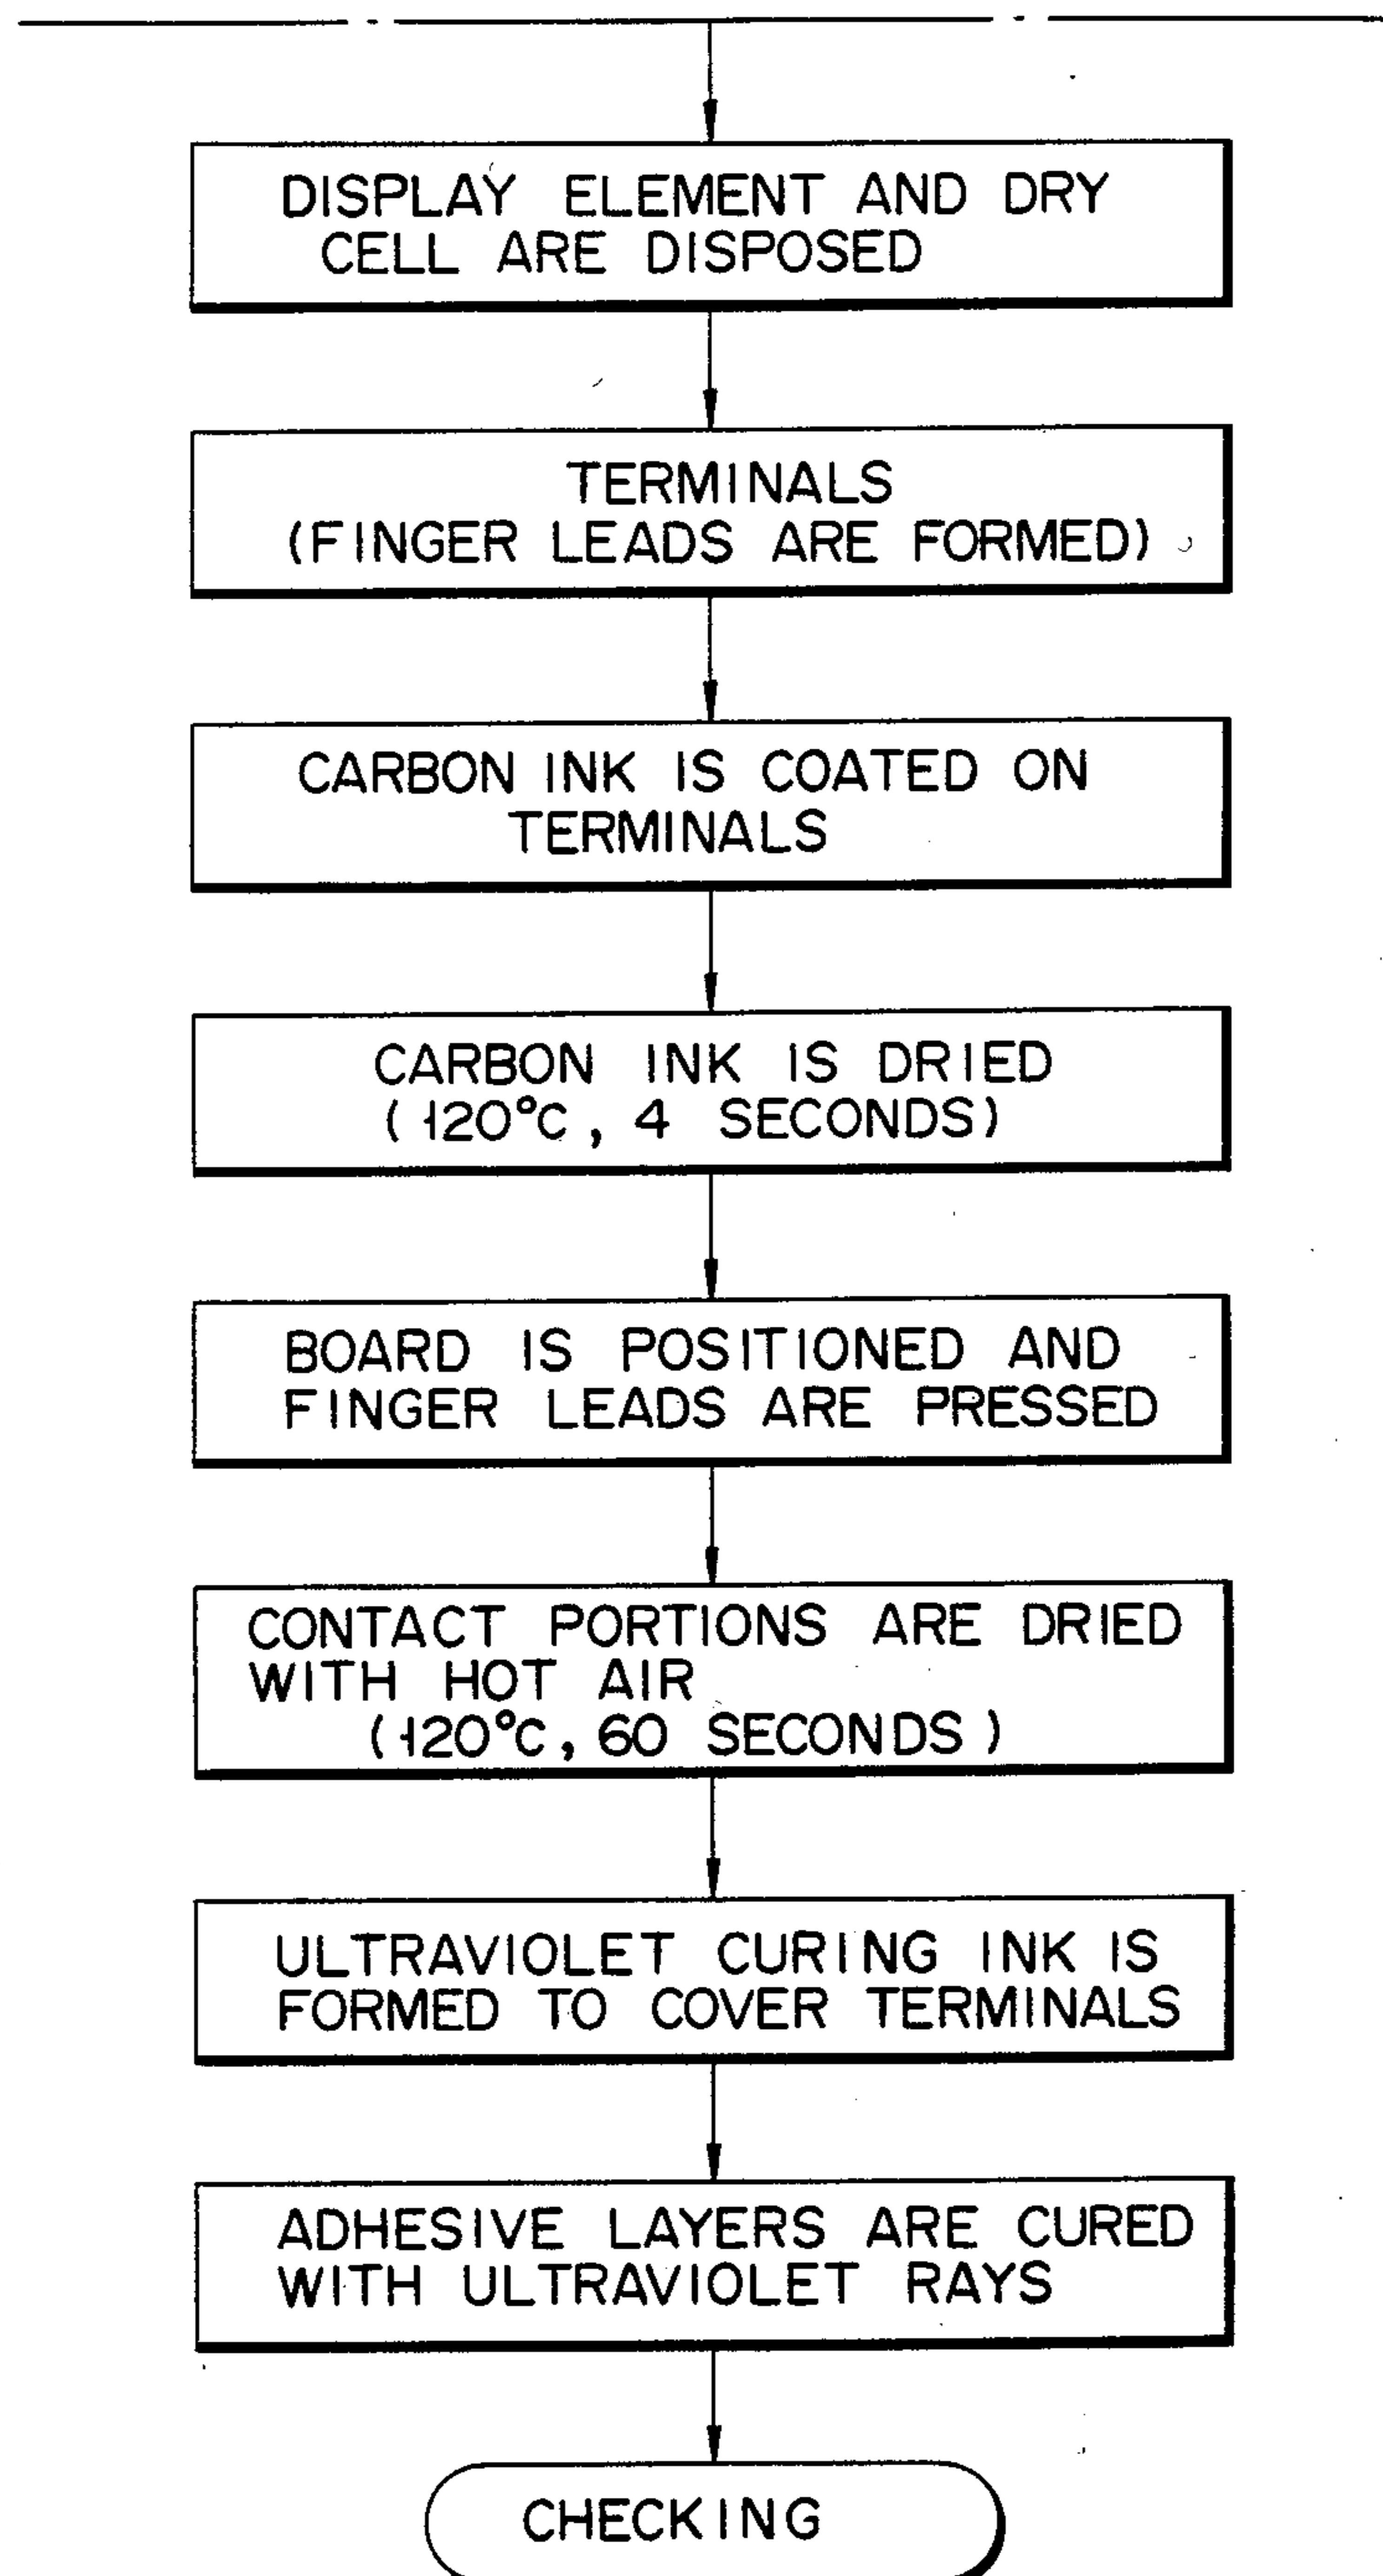 DISPLAY ELEMENT AND DRY
CELL ARE DISPOSED
TERMINALS
(FINGER LEADS ARE FORMED)
CARBON INK IS COATED ON
TERMINALS
CARBON INK IS DRIED
(120°C, 4 SECONDS)
BOARD IS POSITIONED AND
FINGER LEADS ARE PRESSED
CONTACT PORTIONS ARE DRIED
WITH HOT AIR
(120°C, 60 SECONDS)
ULTRAVIOLET CURING INK IS
FORMED TO COVER TERMINALS
ADHESIVE LAYERS ARE CURED
WITH ULTRAVIOLET RAYS
CHECKING